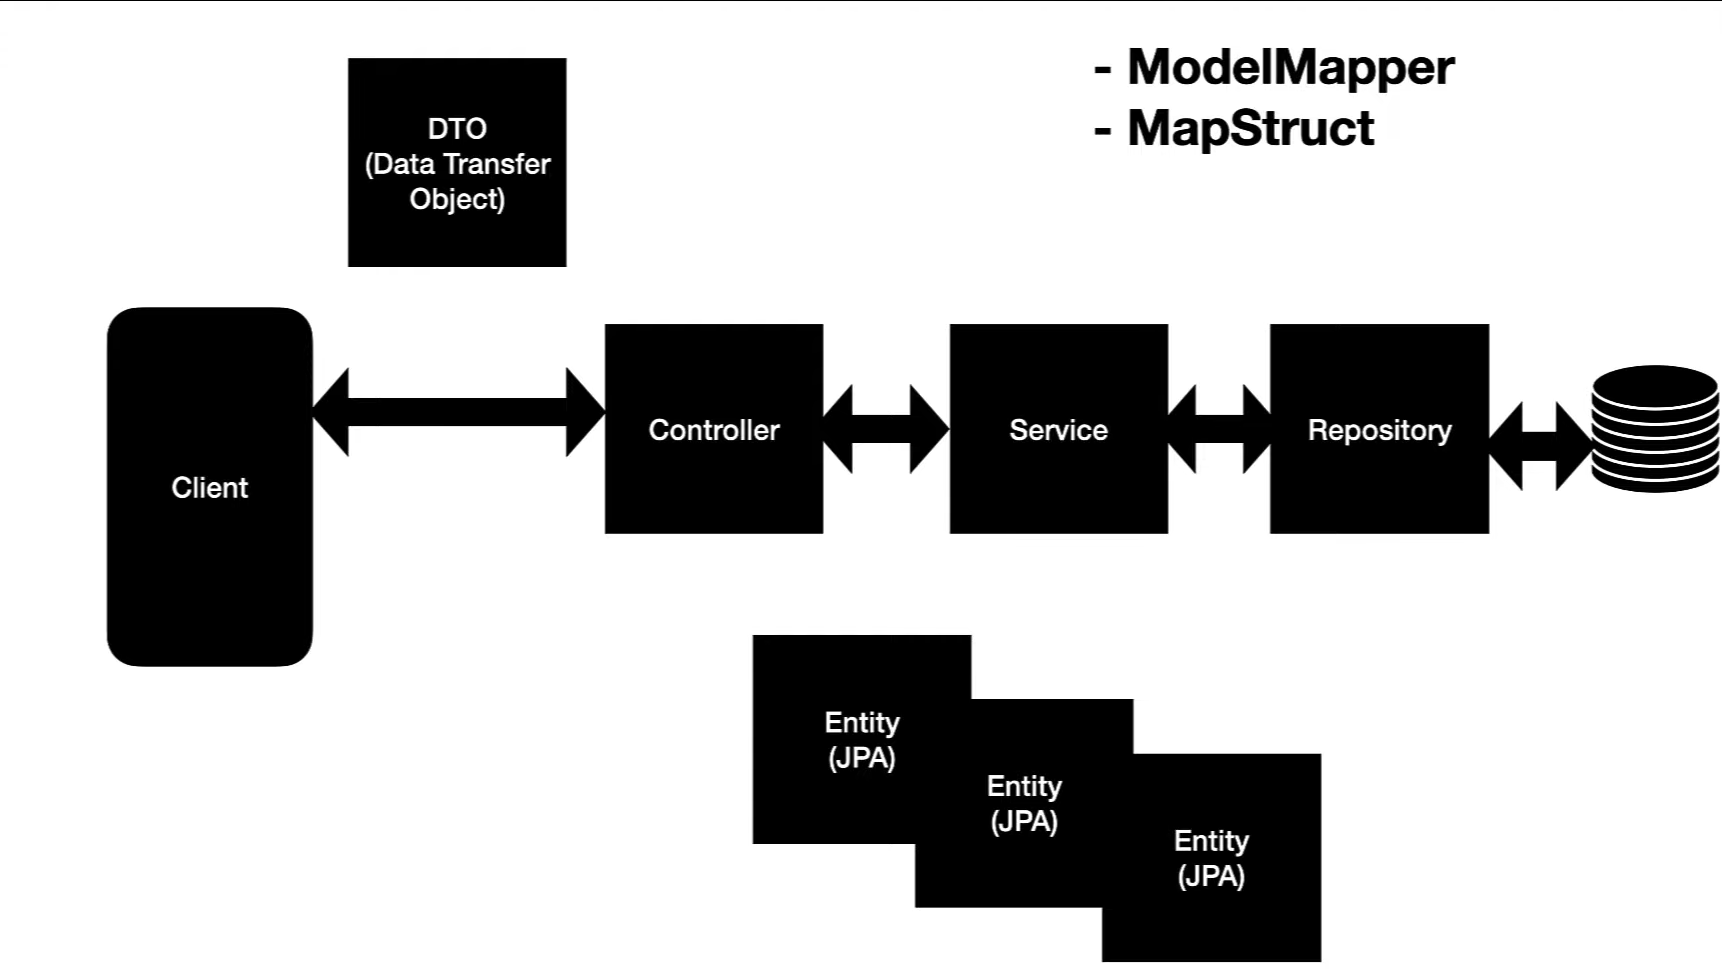 - ModelMapper
- MapStruct
DTO
(Data Transfer
Object)
Client
Controller
Service
Repository
Entity
(JPA)
Entity
(JPA)
Entity
(JPA)